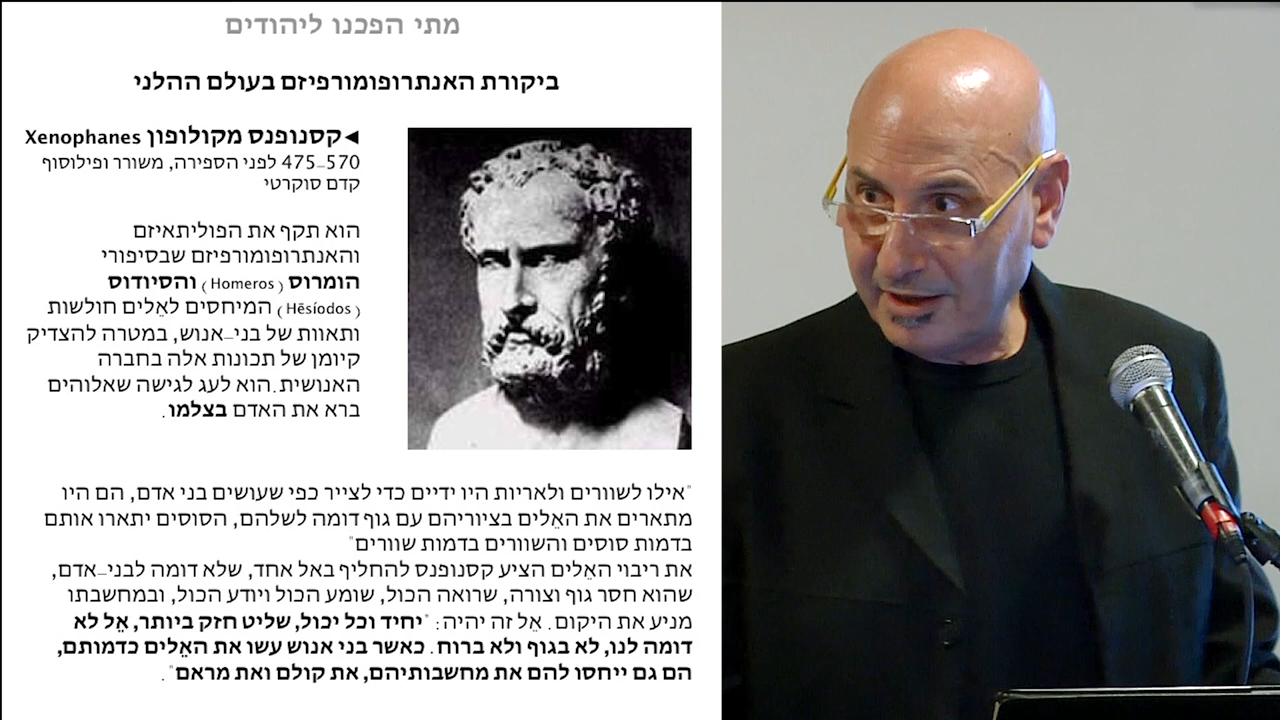 מתי הפכנו ליהודים
ביקורת האנתרופומורפיזם בעולם ההלני
◄קסנופנס מקולופון Xenophanes
475–570 לפני הספירה, משורר ופילוסוף
קדם סוקרטי
הוא תקף את הפוליתאיזם
והאנתרופומורפיזם שבסיפורי
הומרוס ( Homeros ) והסיודוס
( Hēsíodos ) המיחסים לאֵלים חולשות
ותאוות של בני–אנוש, במטרה להצדיק
קיומן של תכונות אלה בחברה
האנושית.הוא לעג לגישה שאלוהים
ברא את האדם בצלמו.
"אילו לשוורים ולאריות היו ידיים כדי לצייר כפי שעושים בני אדם, הם היו
מתארים את האֵלים בציוריהם עם גוף דומה לשלהם, הסוסים יתארו אותם
בדמות סוסים והשוורים בדמות שוורים"
את ריבוי האֵלים הציע קסנופנס להחליף באל אחד, שלא דומה לבני–אדם,
שהוא חסר גוף וצורה, שרואה הכול, שומע הכול ויודע הכול, ובמחשבתו
מניע את היקום. אֵל זה יהיה: "יחיד וכל יכול, שליט חזק ביותר, אֵל לא
דומה לנו, לא בגוף ולא ברוח. כאשר בני אנוש עשו את האֵלים כדמותם,
הם גם ייחסו להם את מחשבותיהם, את קולם ואת מראם".